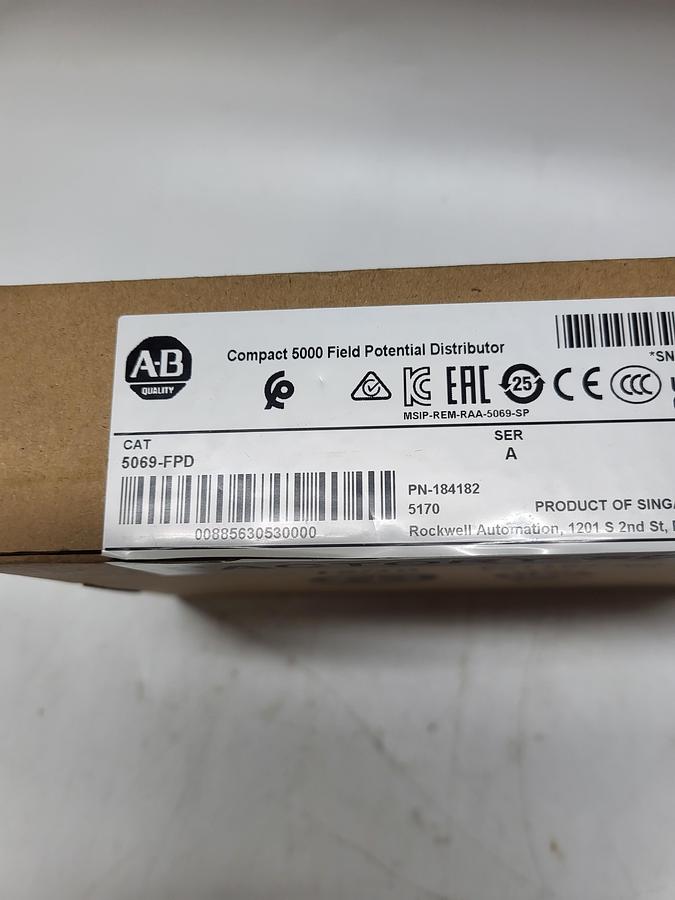 A-B
QUALITY
Compact 5000 Field Potential Distributor
*SN
EAC
25
CE
CCC
MSIP-REM-RAA-5069-SP
CAT
5069-FPD
SER
A
00885630530000
PN-184182
5170
PRODUCT OF SINGA
Rockwell Automation, 1201 S 2nd St,